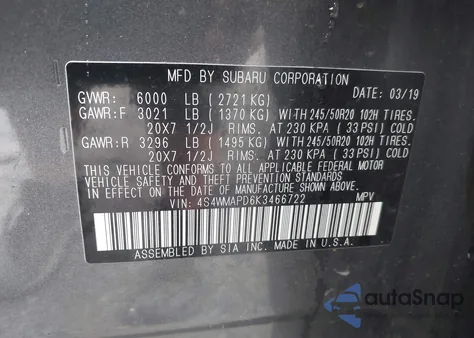 MFD BY SUBARU CORPORATION DATE: 03/19
GVWR: 6000 LB (2721 KG)
GAWR:F 3021 LB (1370 KG) WITH 245/50R20 102H TIRES.
20X7 1/2J RIMS. AT 230 KPA (33 PSI) COLD
GAWR:R 3296 LB (1495 KG) WITH 245/50R20 102H TIRES.
20X7 1/2J RIMS. AT 230 KPA (33 PSI) COLD
THIS VEHICLE CONFORMS TO ALL APPLICABLE FEDERAL MOTOR
VEHICLE SAFETY AND THEFT PREVENTION STANDARDS IN EFFECT
ON THE DATE OF MANUFACTURE SHOWN ABOVE.
VIN: 4S4WMAPD6K3466722 MPV
ASSEMBLED BY SIA INC. MADE IN U.S.A.
autoSnap